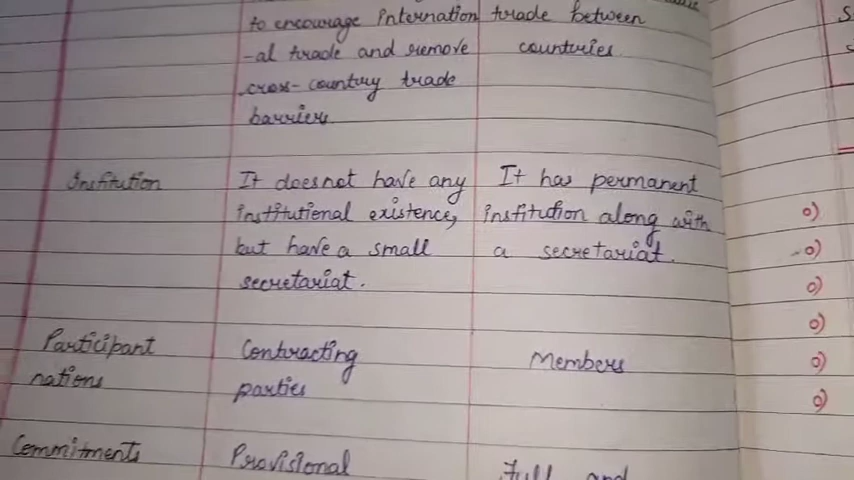 to encourage Internation trade between
-al trade and remove countries
cross-country trade
barriers
Institution It does not have any It has permanent
institutional existence, institution along with
but have a small a secretariat.
secretariat.
Participant Contracting Members
nations parties
Commitments Provisional Full and
o)
o)
o)
o)
o)
o)